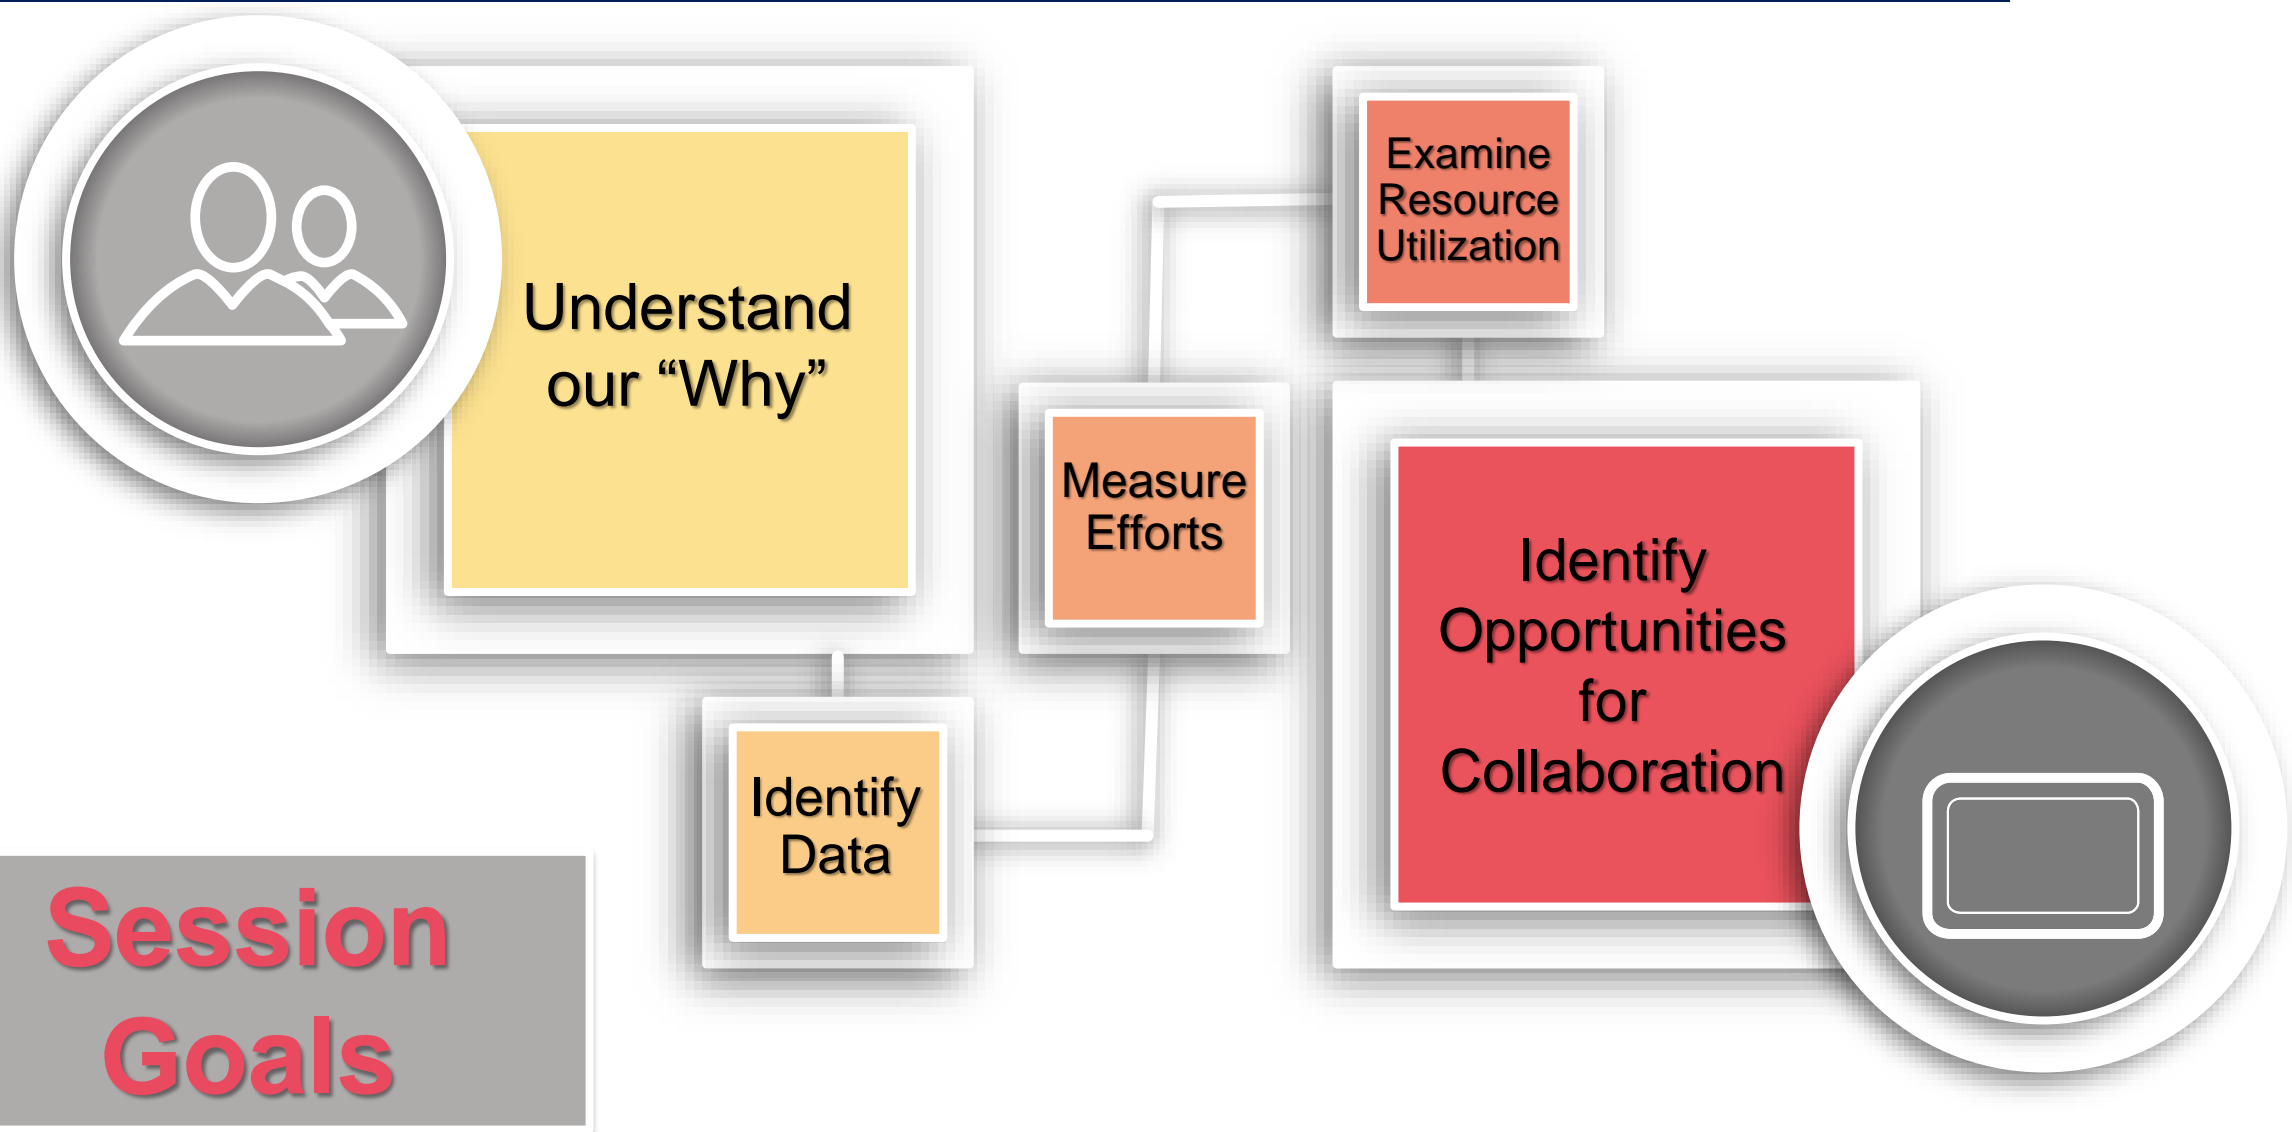 Understand
our “Why”
Identify
Data
Measure
Efforts
Examine
Resource
Utilization
Identify
Opportunities
for
Collaboration
Session
Goals